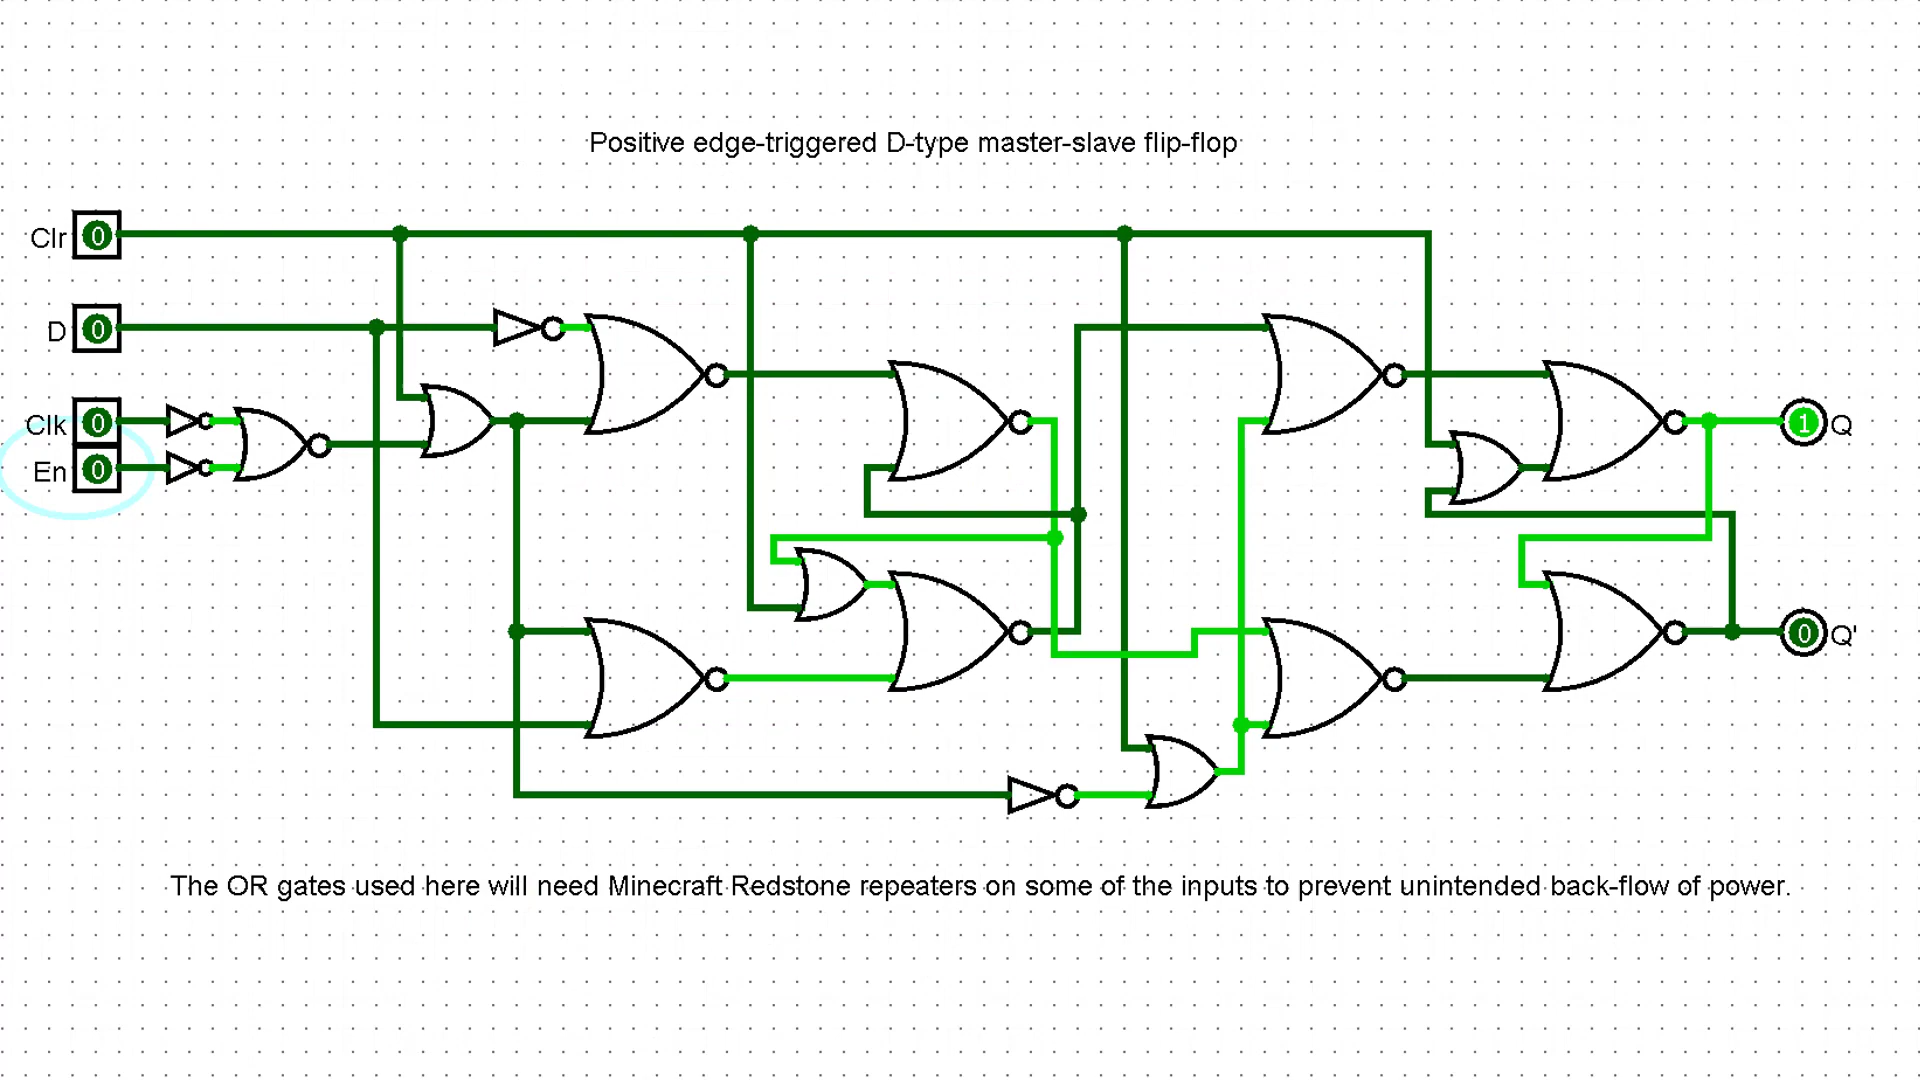 Positive edge-triggered D-type master-slave flip-flop
Clr 0
D 0
Clk 0
En 0
1 Q
0 Q'
The OR gates used here will need Minecraft Redstone repeaters on some of the inputs to prevent unintended back-flow of power.